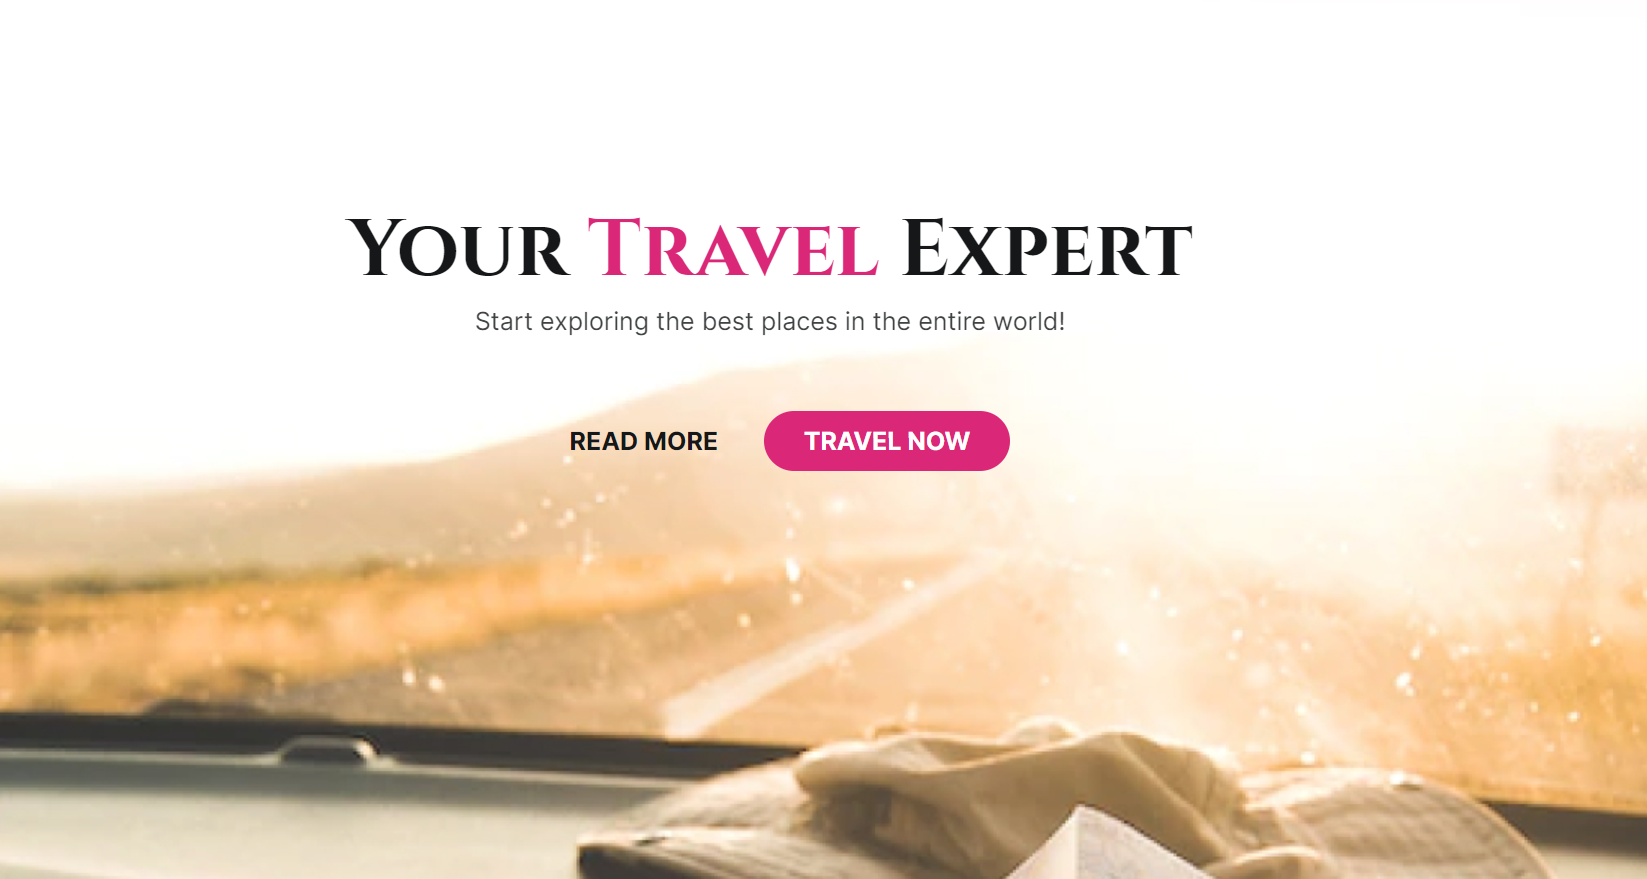 Your Travel Expert
Start exploring the best places in the entire world!
READ MORE
TRAVEL NOW